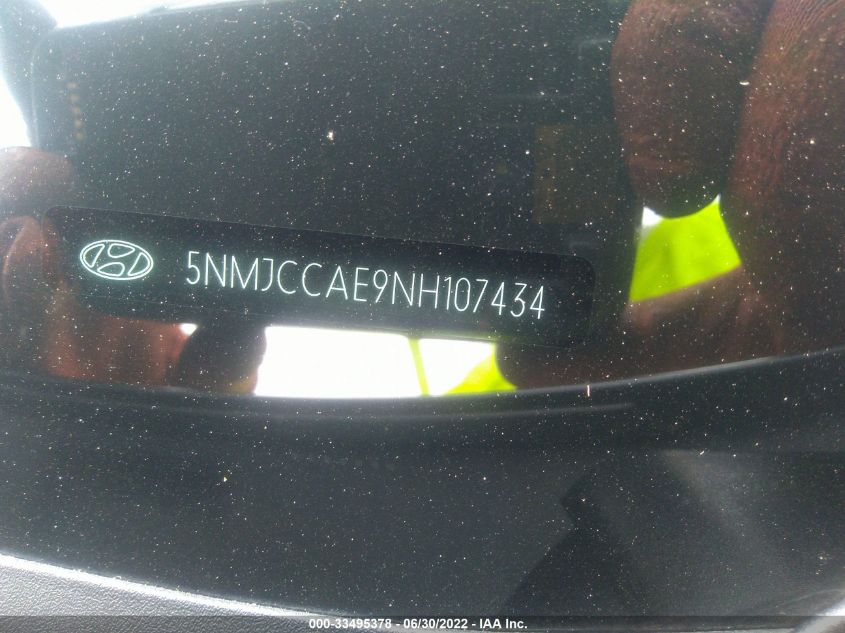 5NMJCCAE9NH107434
000-33495378 - 06/30/2022 - IAA Inc.